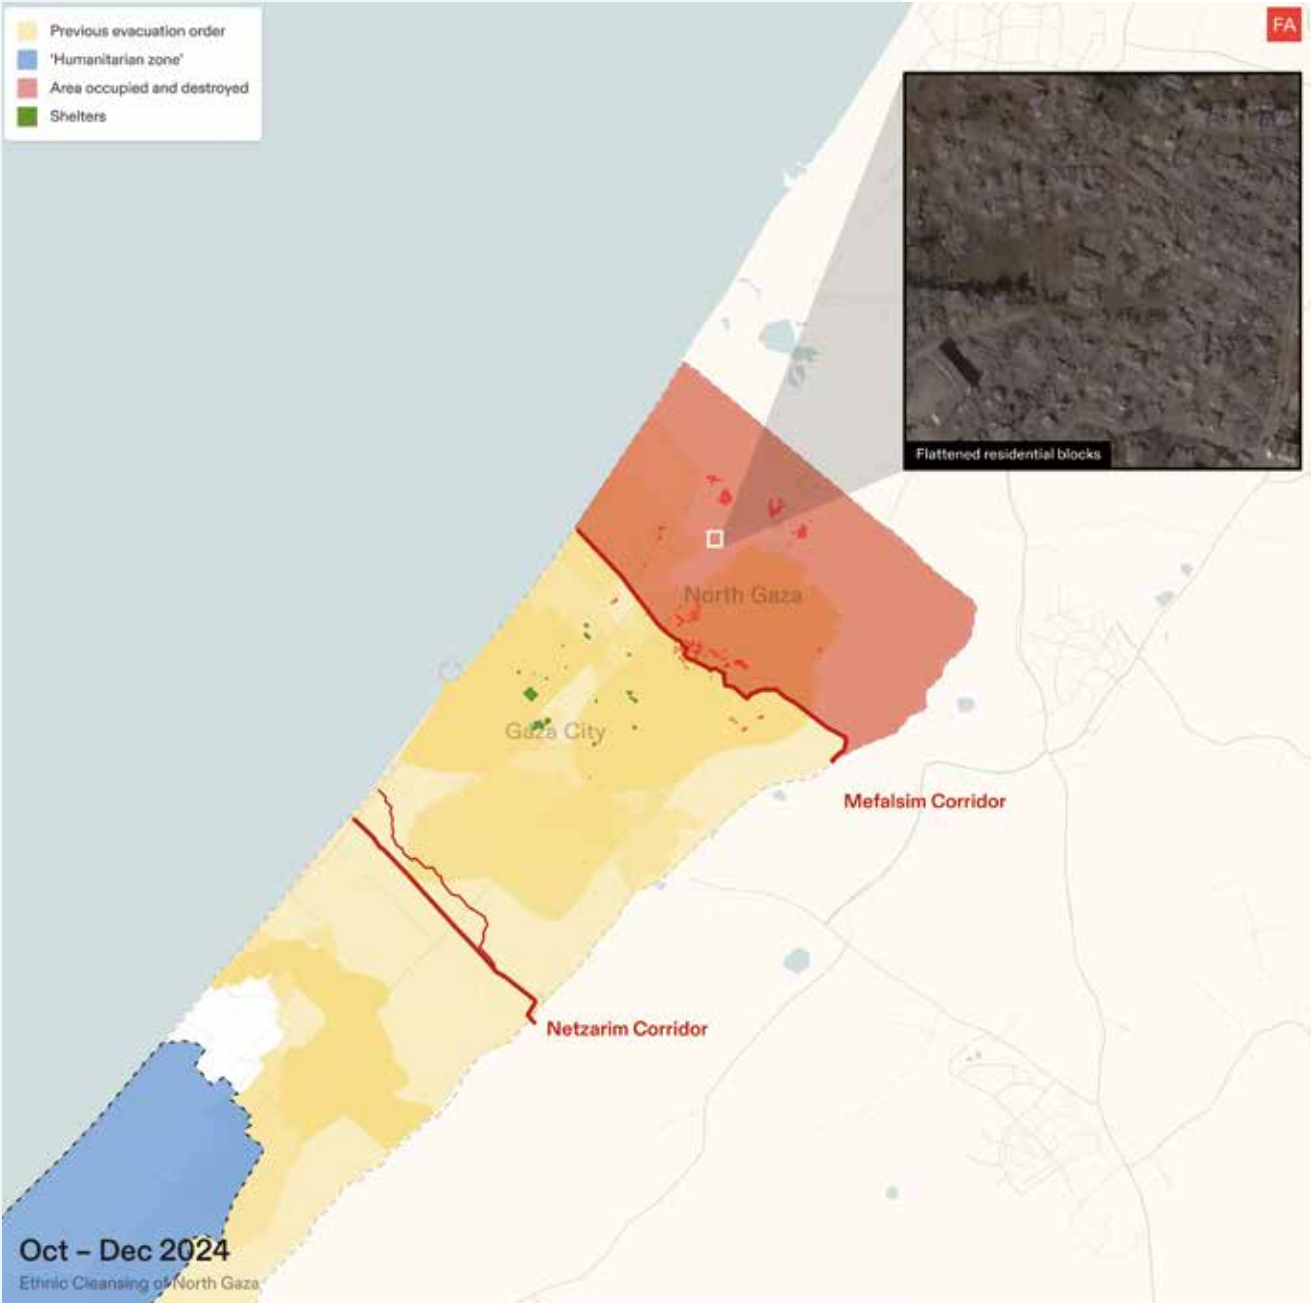 Previous evacuation order
'Humanitarian zone'
Area occupied and destroyed
Shelters
FA
Flattened residential blocks
North Gaza
Gaza City
Mefalsim Corridor
Netzarim Corridor
Oct – Dec 2024
Ethnic Cleansing of North Gaza